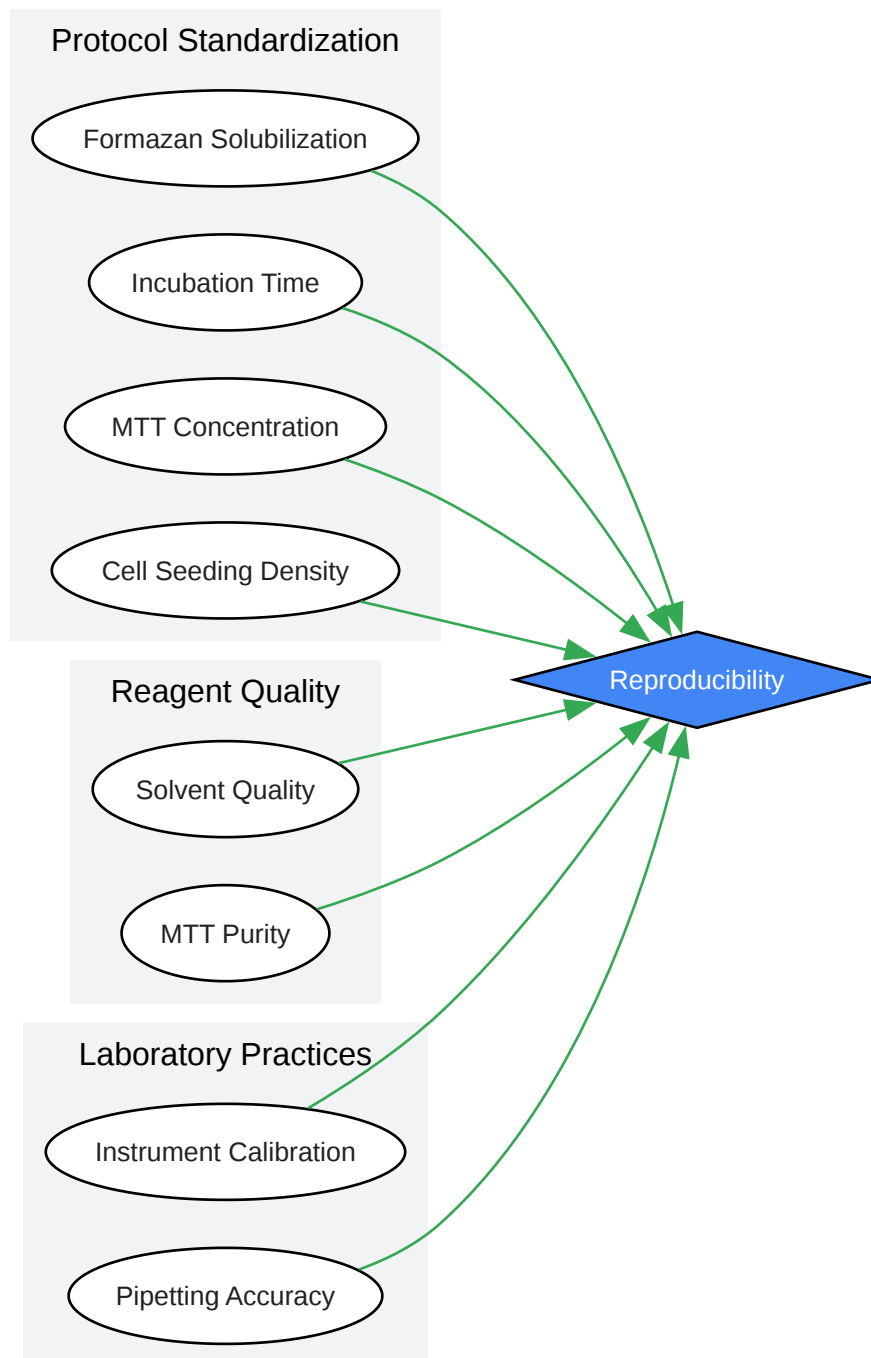 Protocol Standardization
Formazan Solubilization
Incubation Time
MTT Concentration
Cell Seeding Density
Reproducibility
Reagent Quality
Solvent Quality
MTT Purity
Laboratory Practices
Instrument Calibration
Pipetting Accuracy